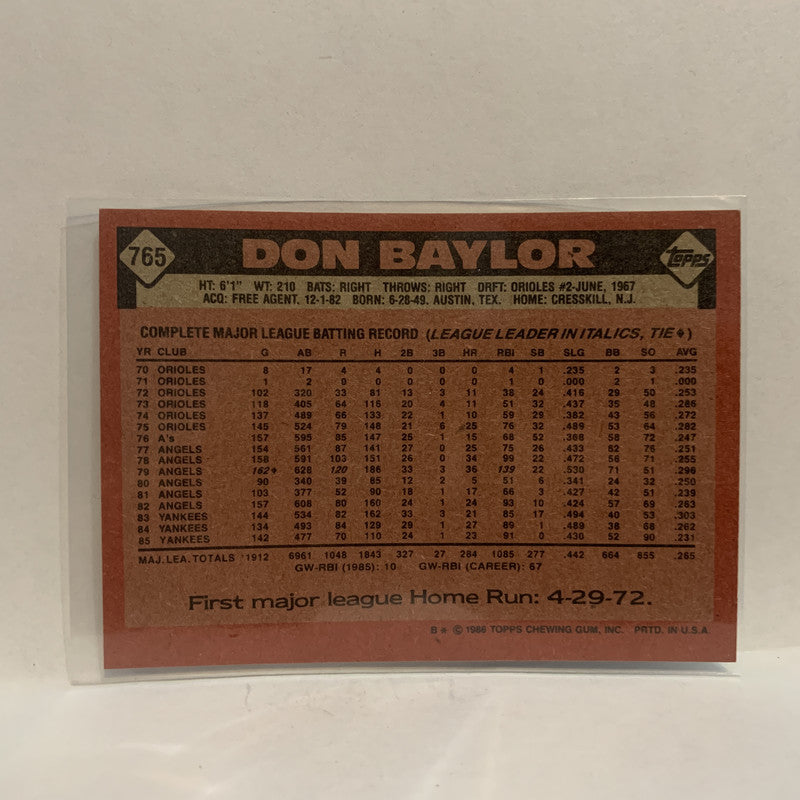 765 DON BAYLOR Topps
HT: 6'1" WT: 210 BATS: RIGHT THROWS: RIGHT DRFT: ORIOLES #2-JUNE, 1967
ACQ: FREE AGENT, 12-1-82 BORN: 6-28-49, AUSTIN, TEX. HOME: CRESSKILL, N.J.
COMPLETE MAJOR LEAGUE BATTING RECORD (LEAGUE LEADER IN ITALICS, TIE♦)
YR CLUB G AB R H 2B 3B HR RBI SB SLG BB SO AVG
70 ORIOLES 8 17 4 4 0 0 0 4 1 .235 2 3 .235
71 ORIOLES 1 2 0 0 0 0 0 1 0 .000 2 1 .000
72 ORIOLES 102 320 33 81 13 3 11 38 24 .416 29 50 .253
73 ORIOLES 118 405 64 116 20 4 11 51 32 .437 35 48 .286
74 ORIOLES 137 489 66 133 22 1 10 59 29 .382 43 56 .272
75 ORIOLES 145 524 79 148 21 6 25 76 32 .489 53 64 .282
76 A's 157 595 85 147 25 1 15 68 52 .368 58 72 .247
77 ANGELS 154 561 87 141 27 0 25 75 26 .433 52 76 .251
78 ANGELS 158 591 103 151 26 0 34 99 22 .472 56 71 .255
79 ANGELS 162♦ 628 120 186 33 3 36 139 22 .530 71 51 .296
80 ANGELS 90 340 39 85 12 2 5 51 6 .341 24 32 .250
81 ANGELS 103 377 52 90 18 1 17 66 3 .427 42 51 .239
82 ANGELS 157 608 80 160 24 1 24 93 10 .424 57 69 .263
83 YANKEES 144 534 82 162 33 3 21 85 17 .494 40 53 .303
84 YANKEES 134 493 84 129 29 1 27 89 1 .489 38 68 .262
85 YANKEES 142 477 70 110 24 1 23 91 0 .430 52 90 .231
MAJ. LEA. TOTALS 1912 6961 1048 1843 327 27 284 1085 277 .442 664 855 .265
GW-RBI (1985): 10 GW-RBI (CAREER): 67
First major league Home Run: 4-29-72.
B* © 1986 TOPPS CHEWING GUM, INC. PRTD. IN U.S.A.